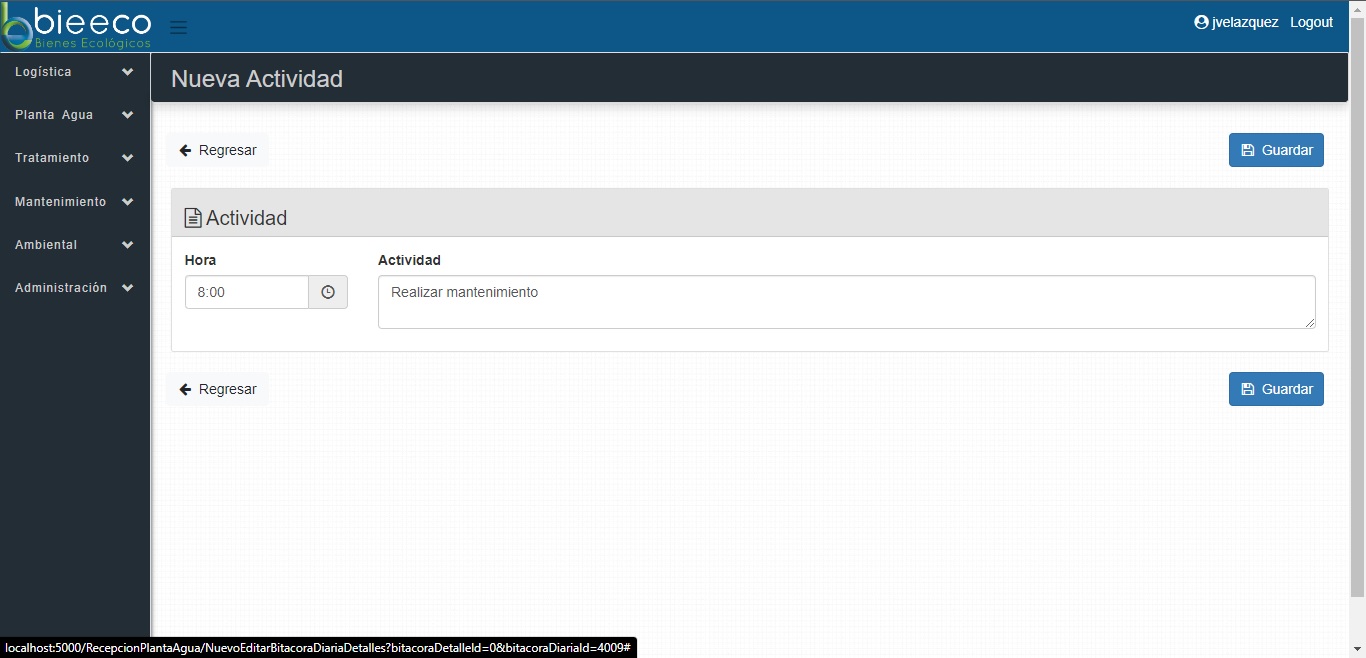 bieeco
Bienes Ecológicos
jvelazquez Logout
Logística
Planta Agua
Tratamiento
Mantenimiento
Ambiental
Administración
Nueva Actividad
Regresar
Guardar
Actividad
Hora
Actividad
8:00
Realizar mantenimiento
Regresar
Guardar
localhost:5000/RecepcionPlantaAgua/NuevoEditarBitacoraDiariaDetalles?bitacoraDetalleId=0&bitacoraDiariaId=4009#